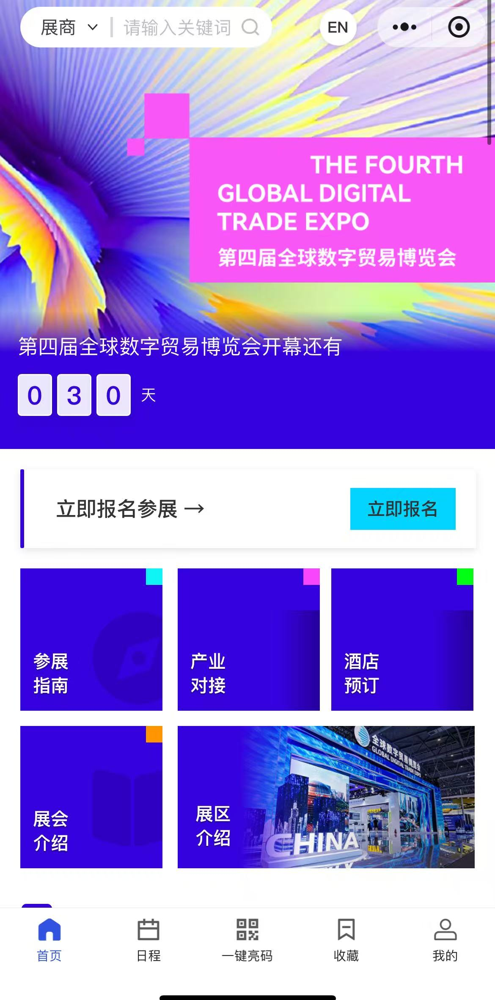 展商
请输入关键词
EN
THE FOURTH
GLOBAL DIGITAL
TRADE EXPO
第四届全球数字贸易博览会
第四届全球数字贸易博览会开幕还有
0 3 0 天
立即报名参展 →
立即报名
参展
指南
产业
对接
酒店
预订
展会
介绍
展区
介绍
全球数字贸易博览会
GLOBAL DIGITAL TRADE EXPO
CHINA
首页
日程
一键亮码
收藏
我的